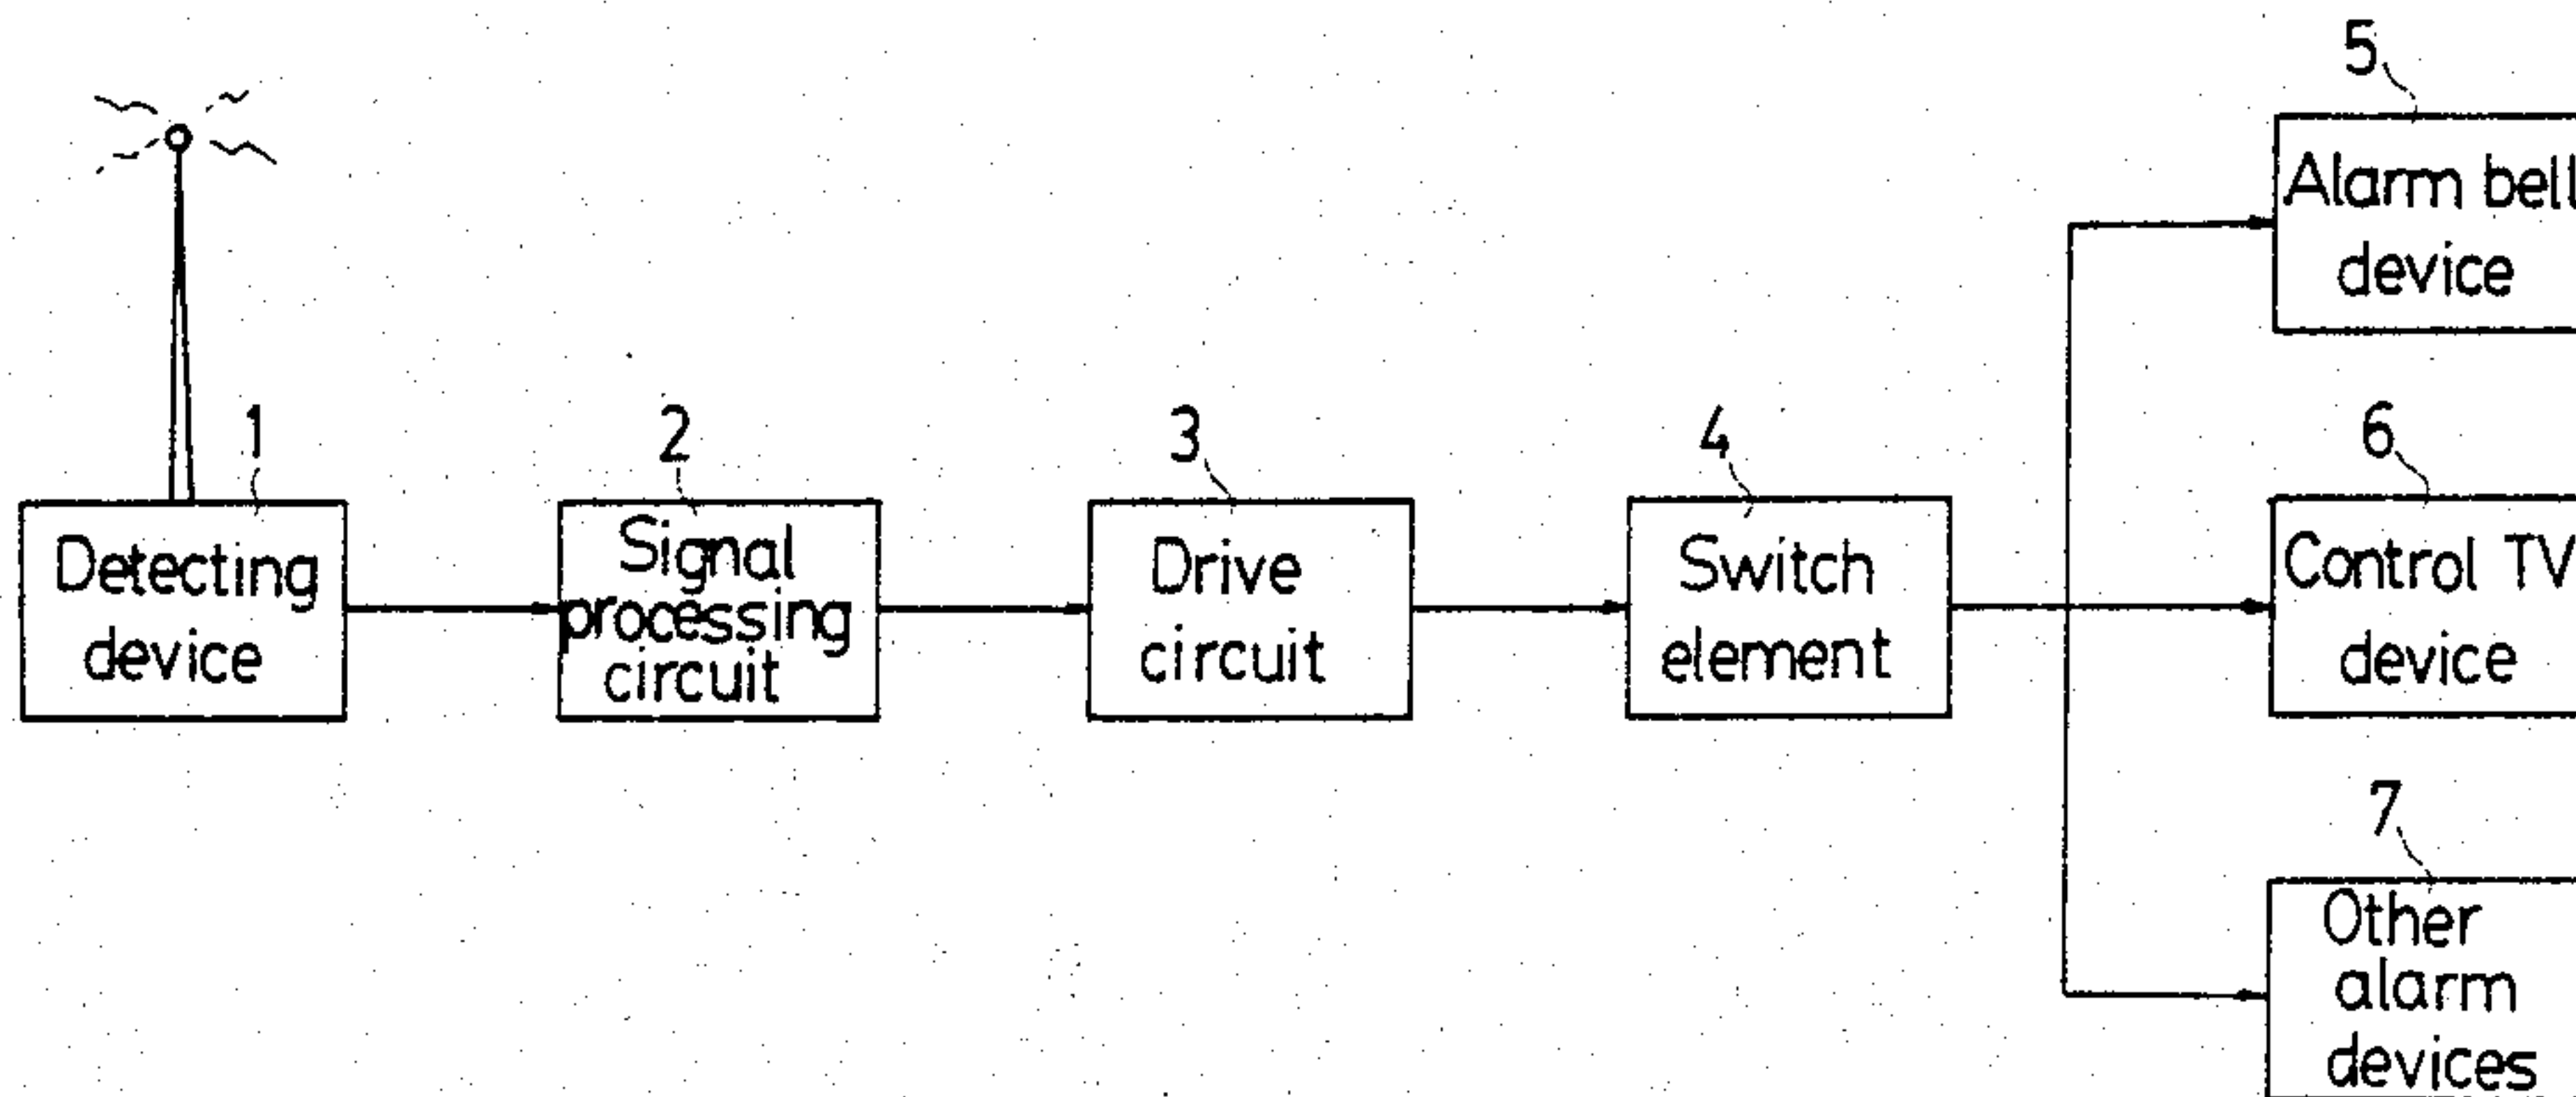 5
Alarm bell
device
1
Detecting
device
2
Signal
processing
circuit
3
Drive
circuit
4
Switch
element
6
Control TV
device
7
Other
alarm
devices